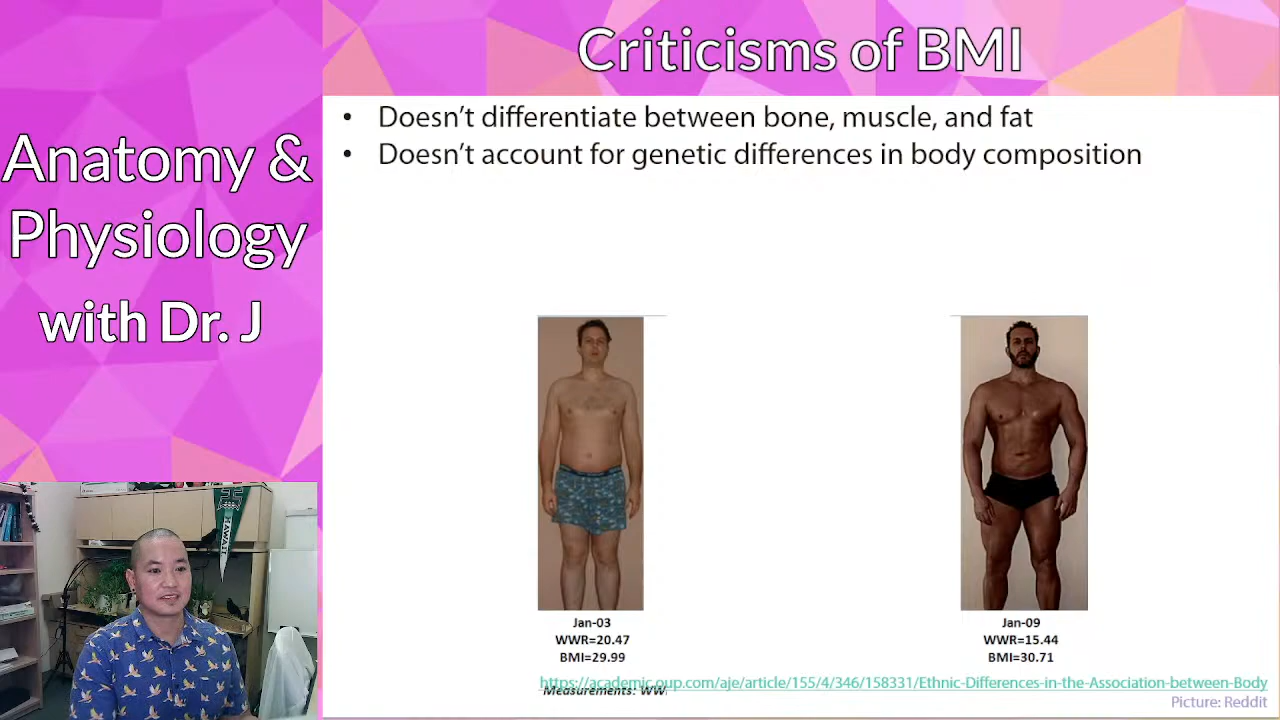 Criticisms of BMI
Anatomy &
Physiology
with Dr. J
• Doesn't differentiate between bone, muscle, and fat
• Doesn't account for genetic differences in body composition
HAWAI'I
Jan-03
WWR=20.47
BMI=29.99
Jan-09
WWR=15.44
BMI=30.71
https://academic.oup.com/aje/article/155/4/346/158331/Ethnic-Differences-in-the-Association-between-Body
Measurements: WW
Picture: Reddit